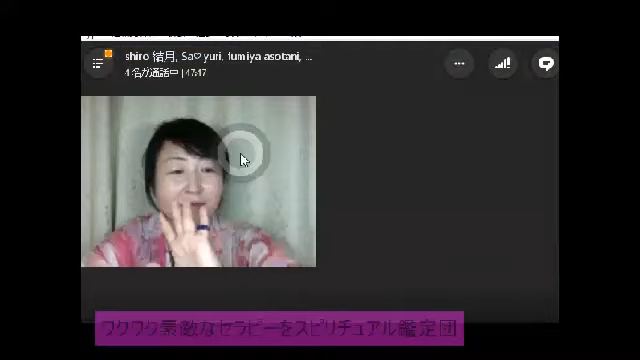 shiro 結月, Sa♡yuri, fumiya asotani, ...
4 名が通話中 | 47:47
ワクワク素敵なセラピーをスピリチュアル鑑定団